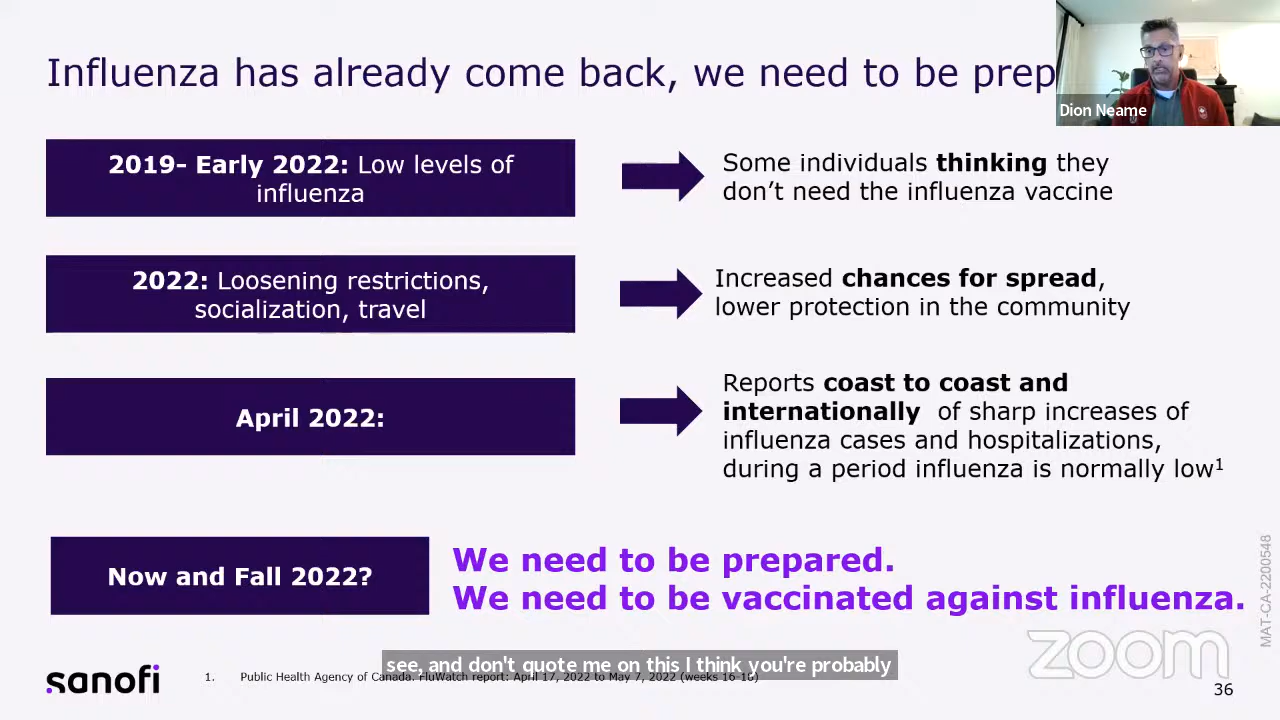 Influenza has already come back, we need to be prep
Dion Neame
2019- Early 2022: Low levels of
influenza
Some individuals thinking they
don’t need the influenza vaccine
2022: Loosening restrictions,
socialization, travel
Increased chances for spread,
lower protection in the community
April 2022:
Reports coast to coast and
internationally of sharp increases of
influenza cases and hospitalizations,
during a period influenza is normally low1
Now and Fall 2022?
We need to be prepared.
We need to be vaccinated against influenza.
MAT-CA-2200548
zoom
see, and don't quote me on this I think you're probably
sanofi
1. Public Health Agency of Canada. FluWatch report: April 17, 2022 to May 7, 2022 (weeks 16-18)
36